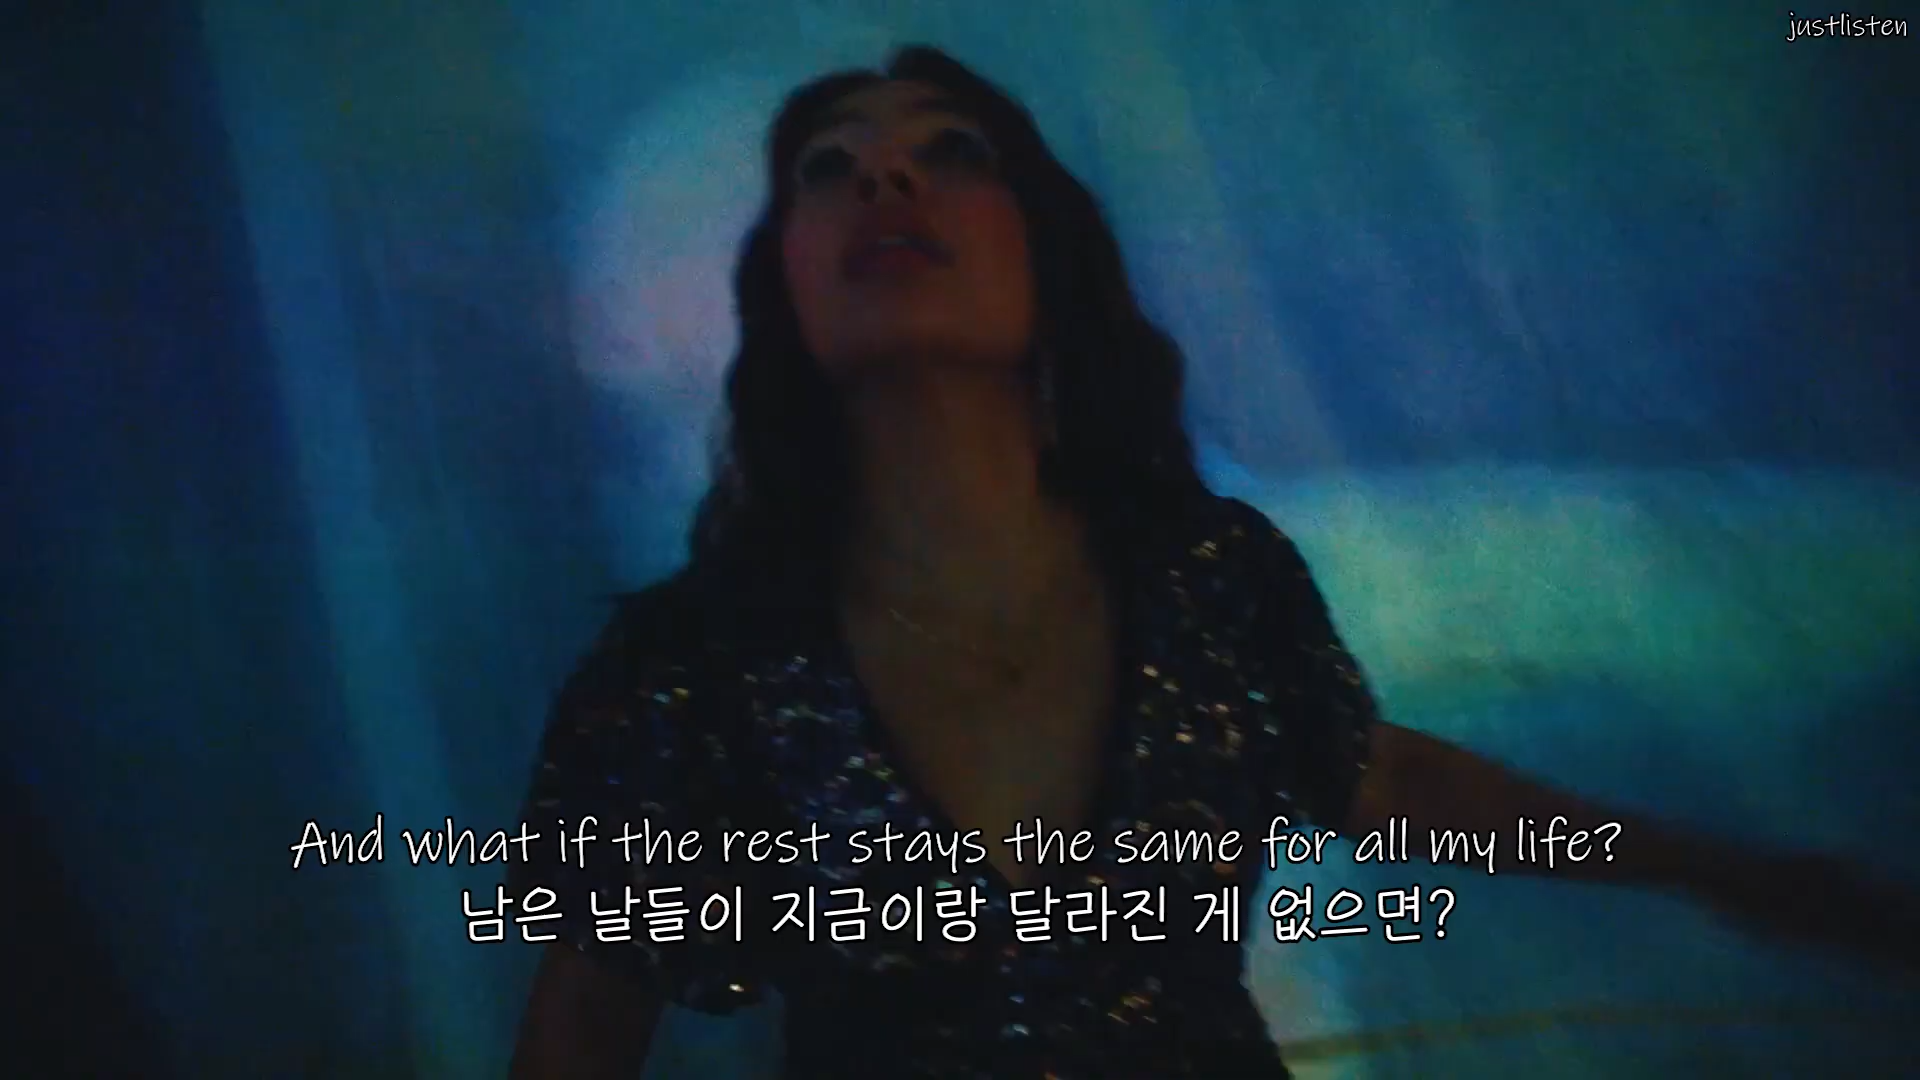 justlisten
And what if the rest stays the same for all my life?
남은 날들이 지금이랑 달라진 게 없으면?